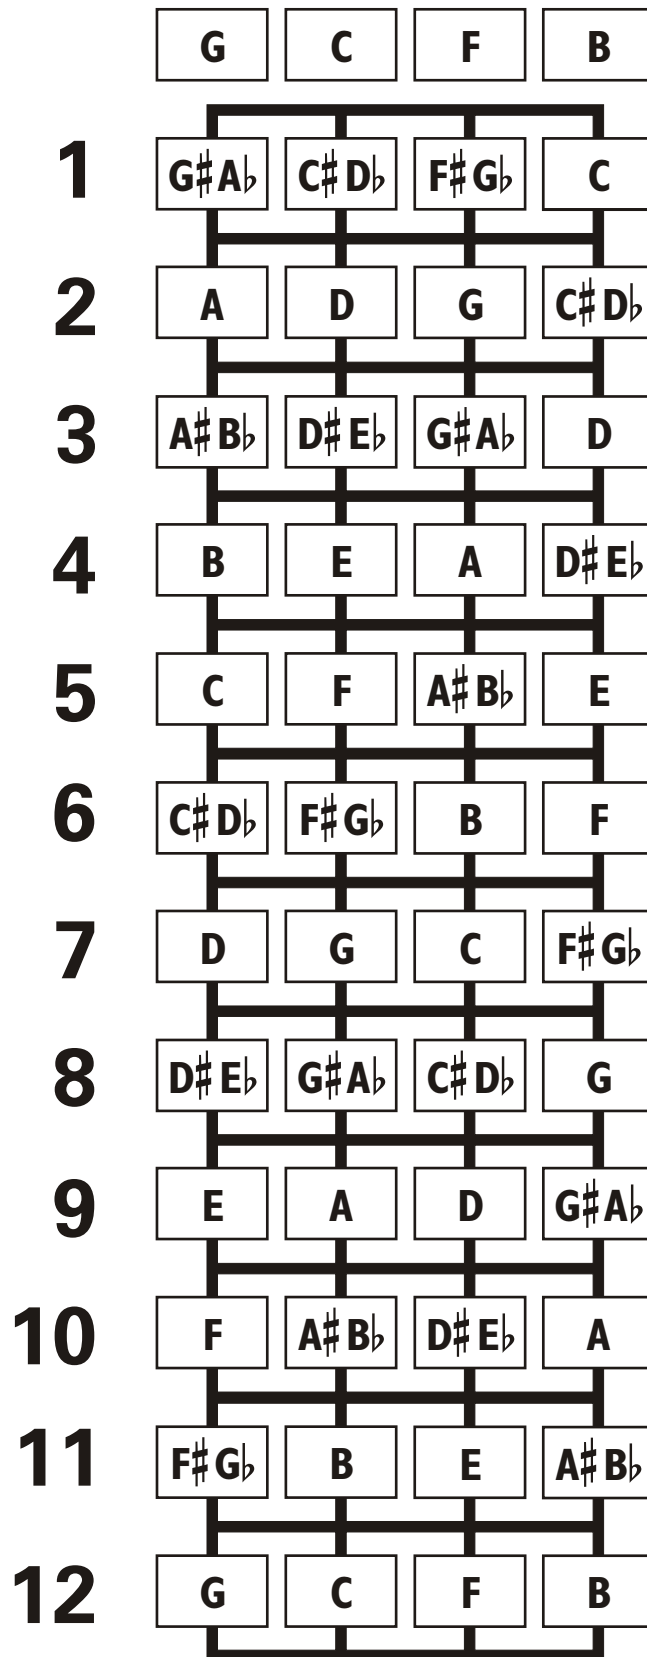 G C F B
1 G♯A♭ C♯D♭ F♯G♭ C
2 A D G C♯D♭
3 A♯B♭ D♯E♭ G♯A♭ D
4 B E A D♯E♭
5 C F A♯B♭ E
6 C♯D♭ F♯G♭ B F
7 D G C F♯G♭
8 D♯E♭ G♯A♭ C♯D♭ G
9 E A D G♯A♭
10 F A♯B♭ D♯E♭ A
11 F♯G♭ B E A♯B♭
12 G C F B